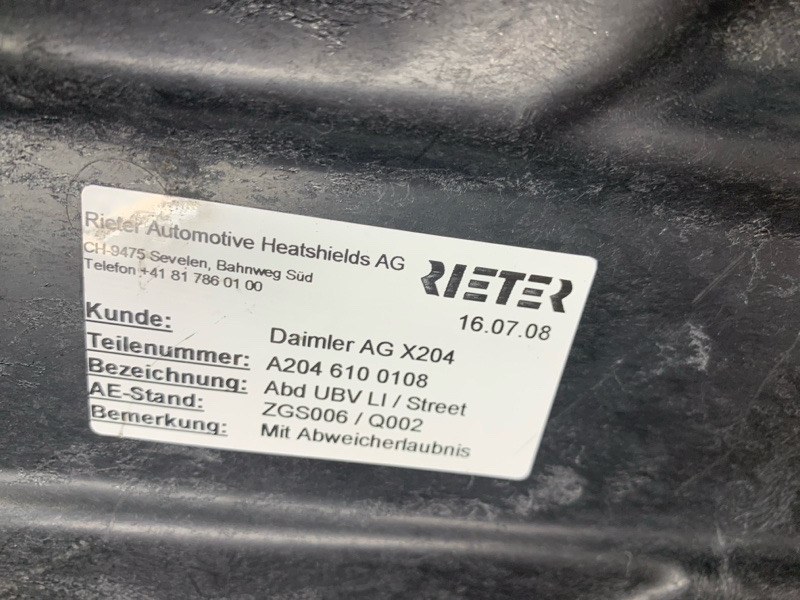 Rieter Automotive Heatshields AG
CH-9475 Sevelen, Bahnweg Süd
Telefon +41 81 786 01 00
RIETER
16.07.08
Kunde: Daimler AG X204
Teilenummer: A204 610 0108
Bezeichnung: Abd UBV LI / Street
AE-Stand: ZGS006 / Q002
Bemerkung: Mit Abweicherlaubnis